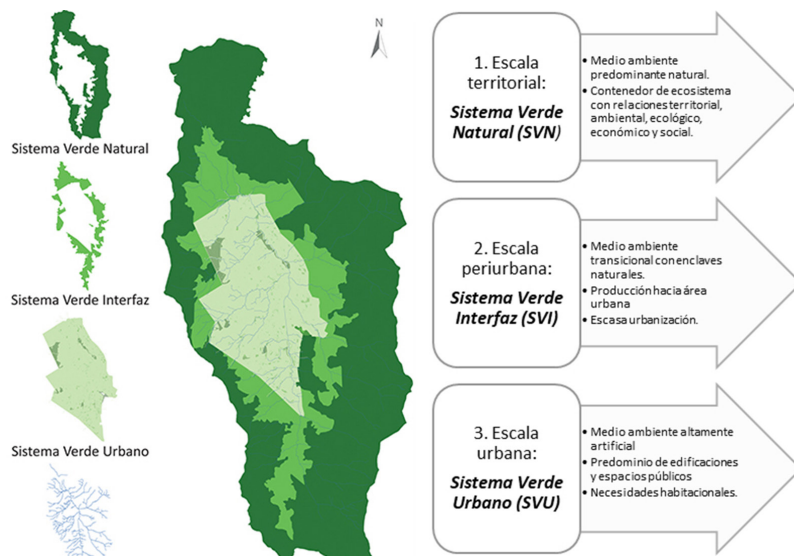 Sistema Verde Natural
Sistema Verde Interfaz
Sistema Verde Urbano
N
1. Escala
territorial:
Sistema Verde
Natural (SVN)
• Medio ambiente
predominante natural.
• Contenedor de ecosistema
con relaciones territorial,
ambiental, ecológico,
económico y social.
2. Escala
periurbana:
Sistema Verde
Interfaz (SVI)
• Medio ambiente
transicional con enclaves
naturales.
• Producción hacia área
urbana
• Escasa urbanización.
3. Escala
urbana:
Sistema Verde
Urbano (SVU)
• Medio ambiente altamente
artificial
• Predominio de edificaciones
y espacios públicos
• Necesidades habitacionales.